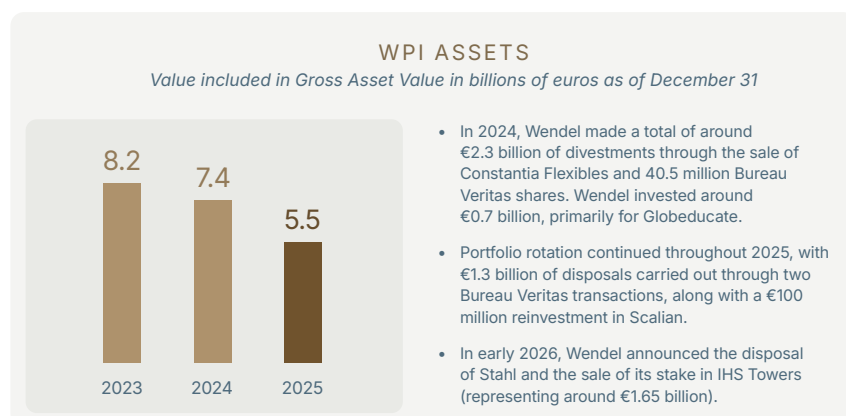 WPI ASSETS
Value included in Gross Asset Value in billions of euros as of December 31
8.2
7.4
5.5
2023
2024
2025
• In 2024, Wendel made a total of around
€2.3 billion of divestments through the sale of
Constantia Flexibles and 40.5 million Bureau
Veritas shares. Wendel invested around
€0.7 billion, primarily for Globeducate.
• Portfolio rotation continued throughout 2025, with
€1.3 billion of disposals carried out through two
Bureau Veritas transactions, along with a €100
million reinvestment in Scalian.
• In early 2026, Wendel announced the disposal
of Stahl and the sale of its stake in IHS Towers
(representing around €1.65 billion).